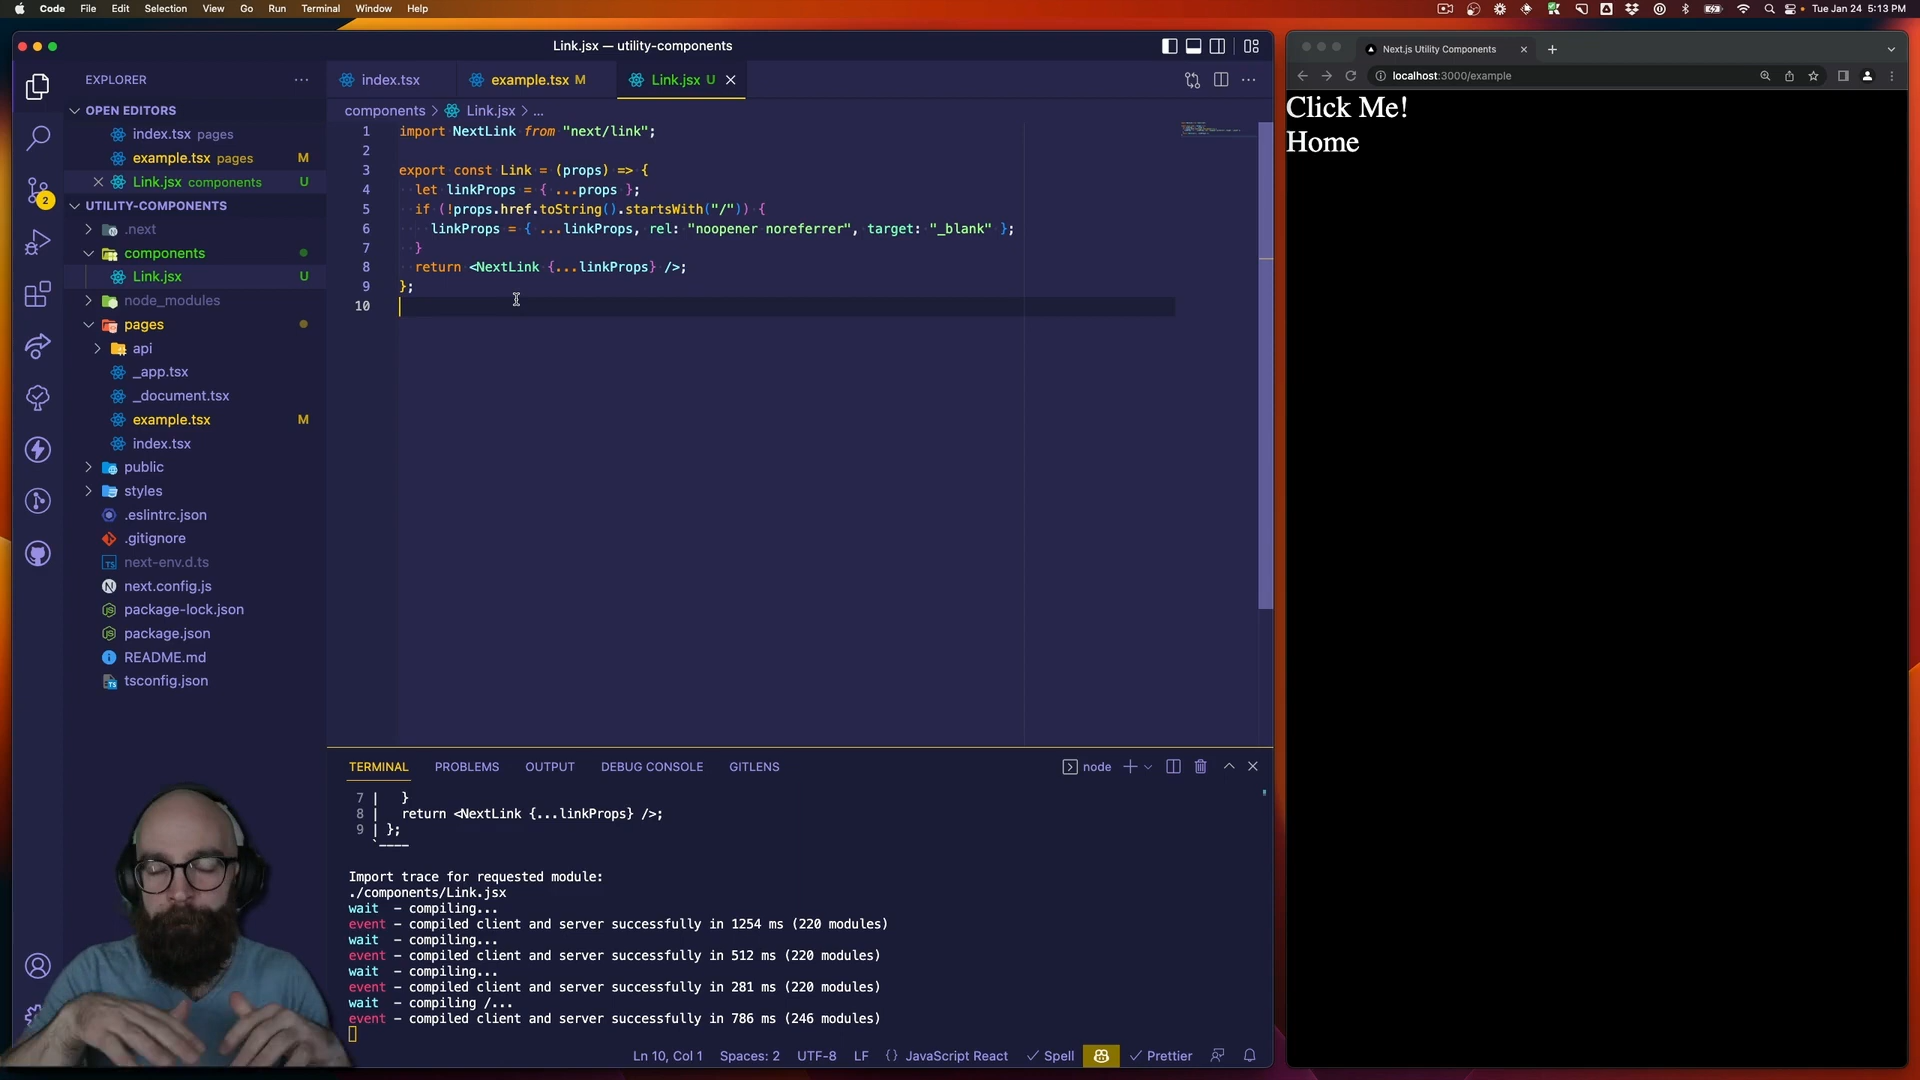 Code File Edit Selection View Go Run Terminal Window Help
Tue Jan 24 5:13 PM
Link.jsx — utility-components
EXPLORER
OPEN EDITORS
index.tsx pages
example.tsx pages M
Link.jsx components U
UTILITY-COMPONENTS
.next
components
Link.jsx U
node_modules
pages
api
_app.tsx
_document.tsx
example.tsx M
index.tsx
public
styles
.eslintrc.json
.gitignore
next-env.d.ts
next.config.js
package-lock.json
package.json
README.md
tsconfig.json
2
index.tsx
example.tsx M
Link.jsx U
components > Link.jsx > ...
1 import NextLink from "next/link";
2
3 export const Link = (props) => {
4 let linkProps = { ...props };
5 if (!props.href.toString().startsWith("/")) {
6 linkProps = { ...linkProps, rel: "noopener noreferrer", target: "_blank" };
7 }
8 return <NextLink {...linkProps} />;
9 };
10
TERMINAL PROBLEMS OUTPUT DEBUG CONSOLE GITLENS
node
7 | }
8 | return <NextLink {...linkProps} />;
9 | };
`----
Import trace for requested module:
./components/Link.jsx
wait - compiling...
event - compiled client and server successfully in 1254 ms (220 modules)
wait - compiling...
event - compiled client and server successfully in 512 ms (220 modules)
wait - compiling...
event - compiled client and server successfully in 281 ms (220 modules)
wait - compiling /...
event - compiled client and server successfully in 786 ms (246 modules)
Ln 10, Col 1 Spaces: 2 UTF-8 LF {} JavaScript React Spell Prettier
Next.js Utility Components
localhost:3000/example
Click Me!
Home